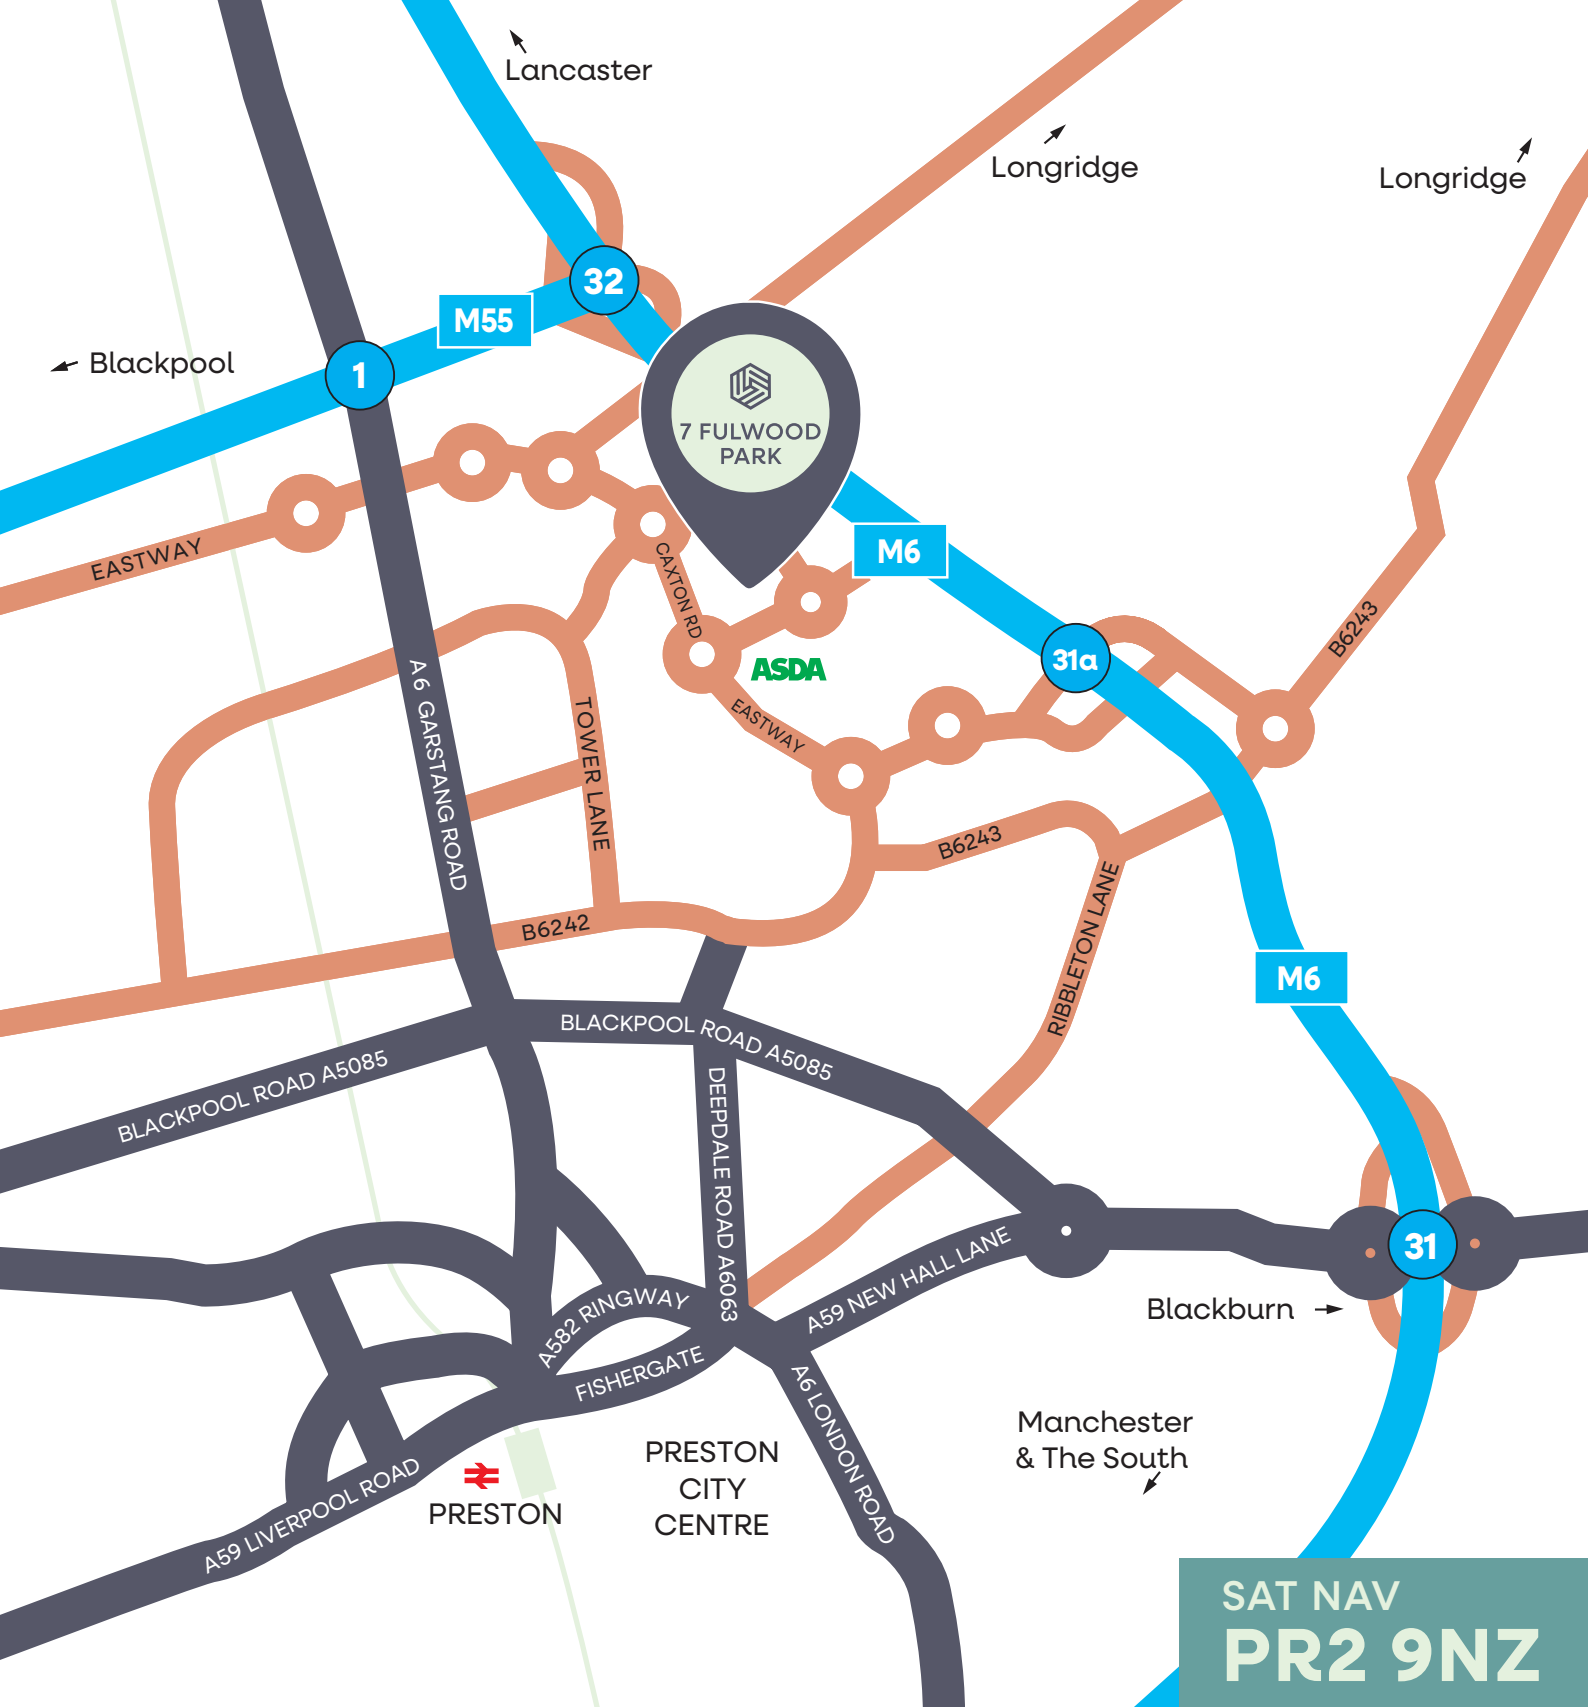 Lancaster
Longridge
Longridge
32
M55
Blackpool
1
7 FULWOOD
PARK
EASTWAY
CAXTON RD
M6
B6243
31a
ASDA
A6 GARSTANG ROAD
TOWER LANE
EASTWAY
B6243
RIBBLETON LANE
B6242
M6
BLACKPOOL ROAD A5085
BLACKPOOL ROAD A5085
DEEPDALE ROAD A6063
A582 RINGWAY
A59 NEW HALL LANE
31
Blackburn
FISHERGATE
A6 LONDON ROAD
Manchester
& The South
PRESTON
CITY
CENTRE
A59 LIVERPOOL ROAD
PRESTON
SAT NAV
PR2 9NZ